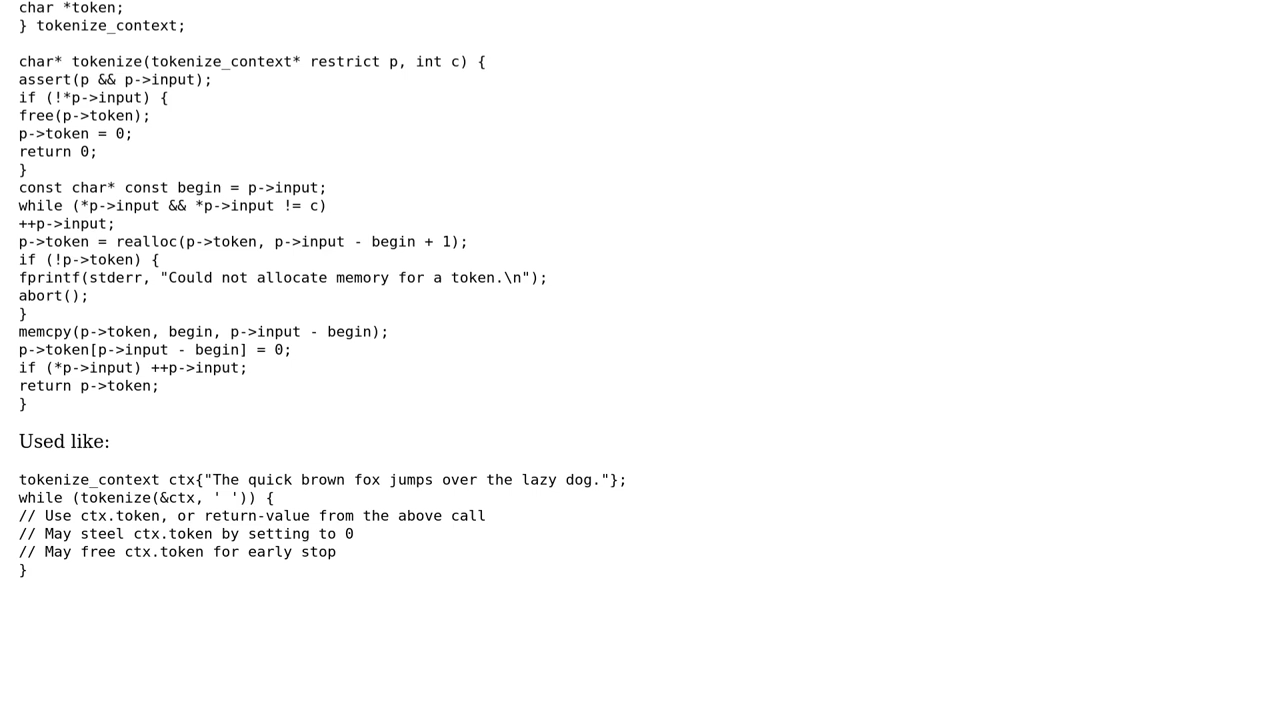 char *token;
} tokenize_context;
char* tokenize(tokenize_context* restrict p, int c) {
assert(p && p->input);
if (!*p->input) {
free(p->token);
p->token = 0;
return 0;
}
const char* const begin = p->input;
while (*p->input && *p->input != c)
++p->input;
p->token = realloc(p->token, p->input - begin + 1);
if (!p->token) {
fprintf(stderr, "Could not allocate memory for a token.\n");
abort();
}
memcpy(p->token, begin, p->input - begin);
p->token[p->input - begin] = 0;
if (*p->input) ++p->input;
return p->token;
}
Used like:
tokenize_context ctx{"The quick brown fox jumps over the lazy dog."};
while (tokenize(&ctx, ' ')) {
// Use ctx.token, or return-value from the above call
// May steel ctx.token by setting to 0
// May free ctx.token for early stop
}